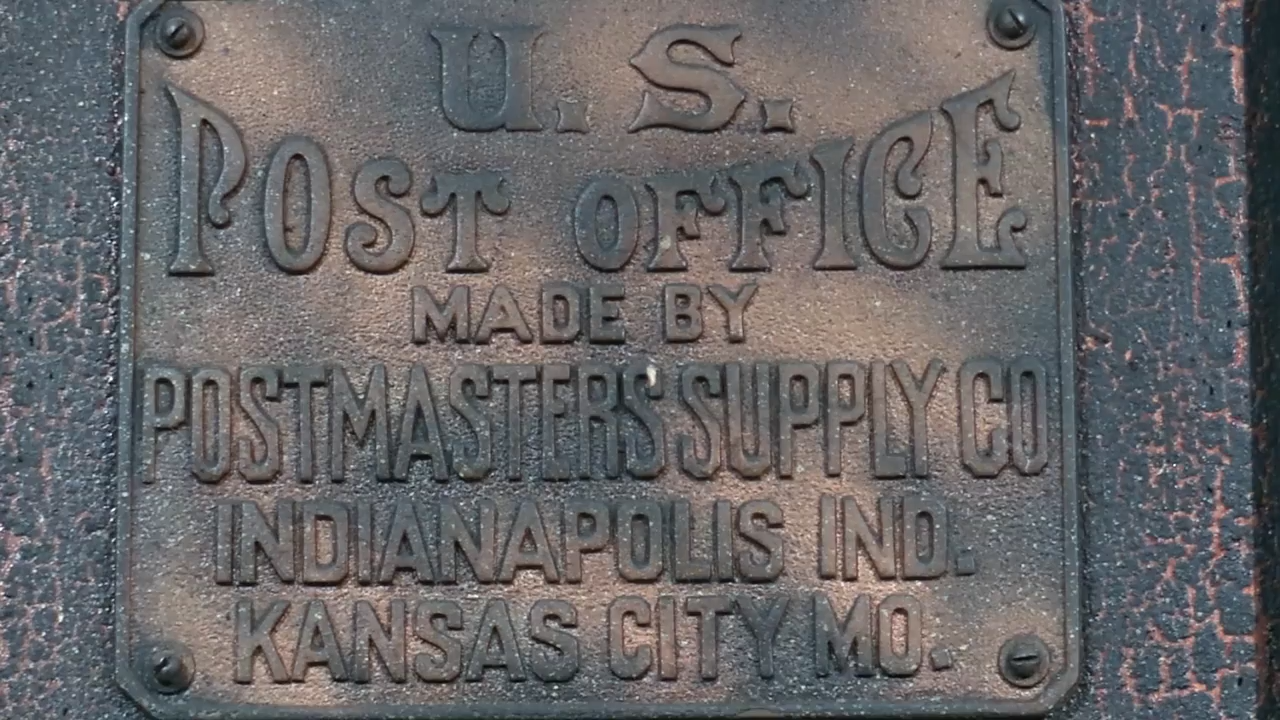 U. S.
POST OFFICE
MADE BY
POSTMASTERS SUPPLY CO
INDIANAPOLIS IND.
KANSAS CITY MO.